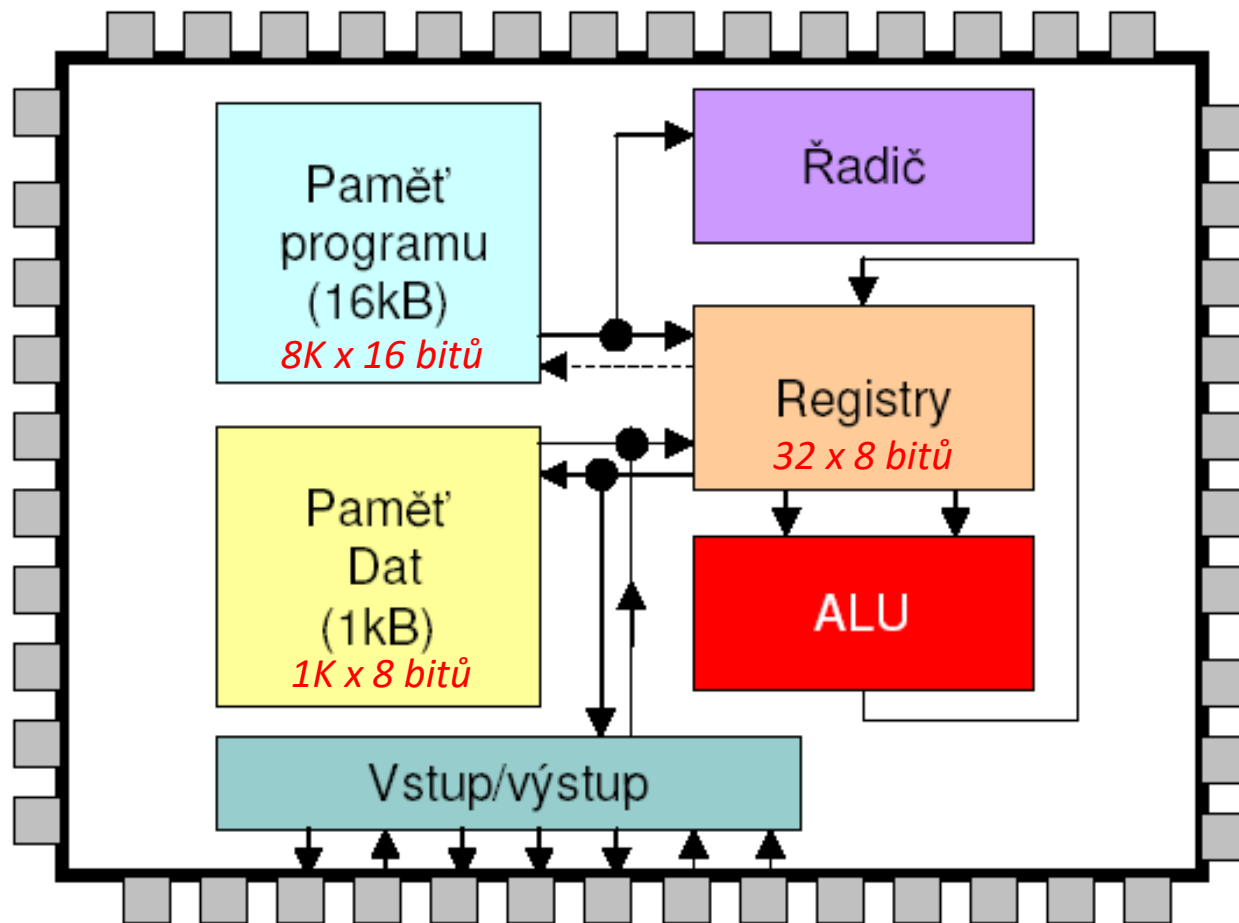 Paměť
programu
(16kB)
8K x 16 bitů
Řadič
Registry
32 x 8 bitů
Paměť
Dat
(1kB)
1K x 8 bitů
ALU
Vstup/výstup